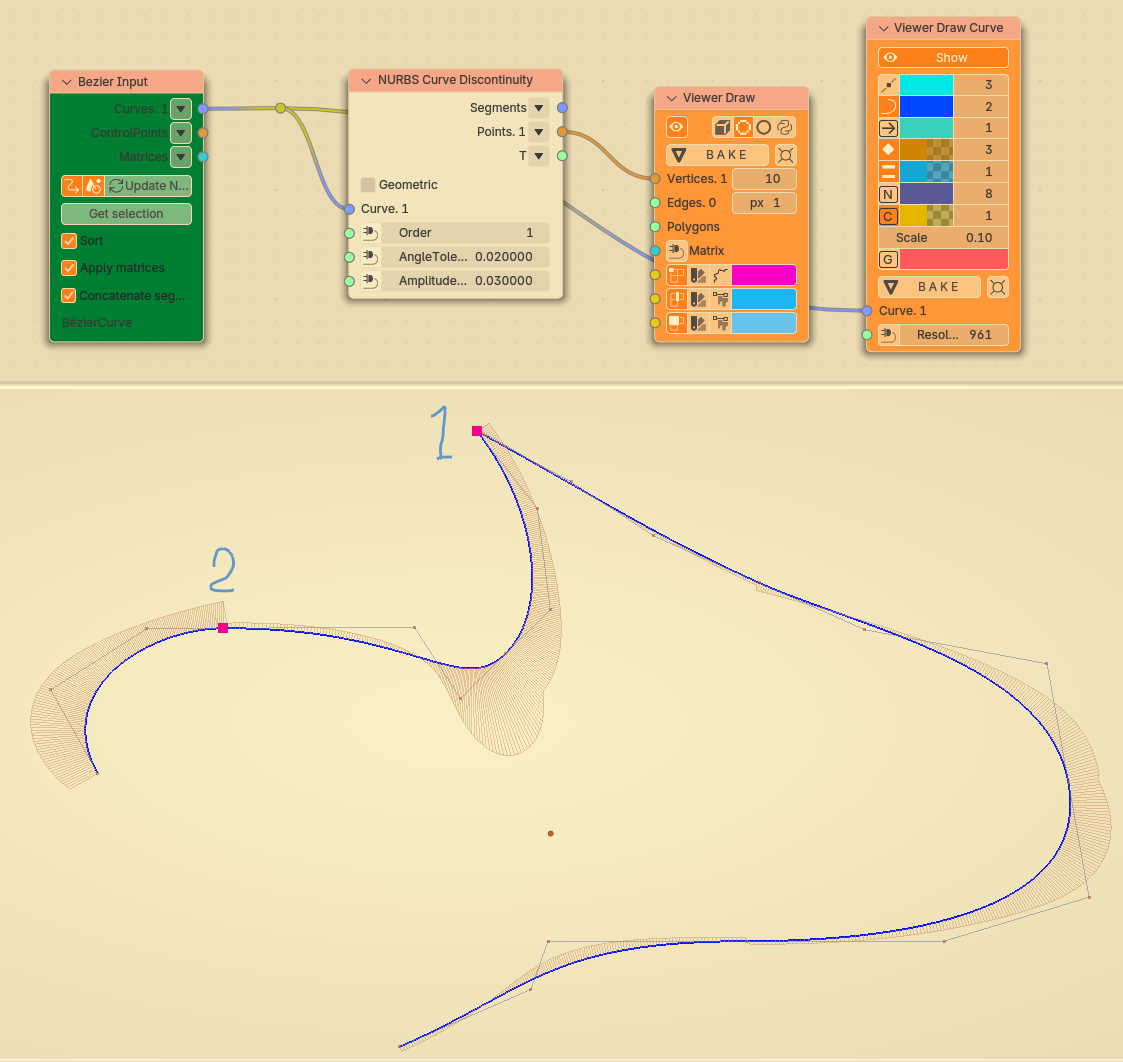 Bezier Input
Curves. 1
ControlPoints
Matrices
Update N...
Get selection
Sort
Apply matrices
Concatenate seg...
BézierCurve
NURBS Curve Discontinuity
Segments
Points. 1
T
Geometric
Curve. 1
Order 1
AngleTole... 0.020000
Amplitude... 0.030000
Viewer Draw
BAKE
Vertices. 1 10
Edges. 0 px 1
Polygons
Matrix
Viewer Draw Curve
Show
3
2
1
3
1
N 8
C 1
Scale 0.10
G
BAKE
Curve. 1
Resol... 961
1
2